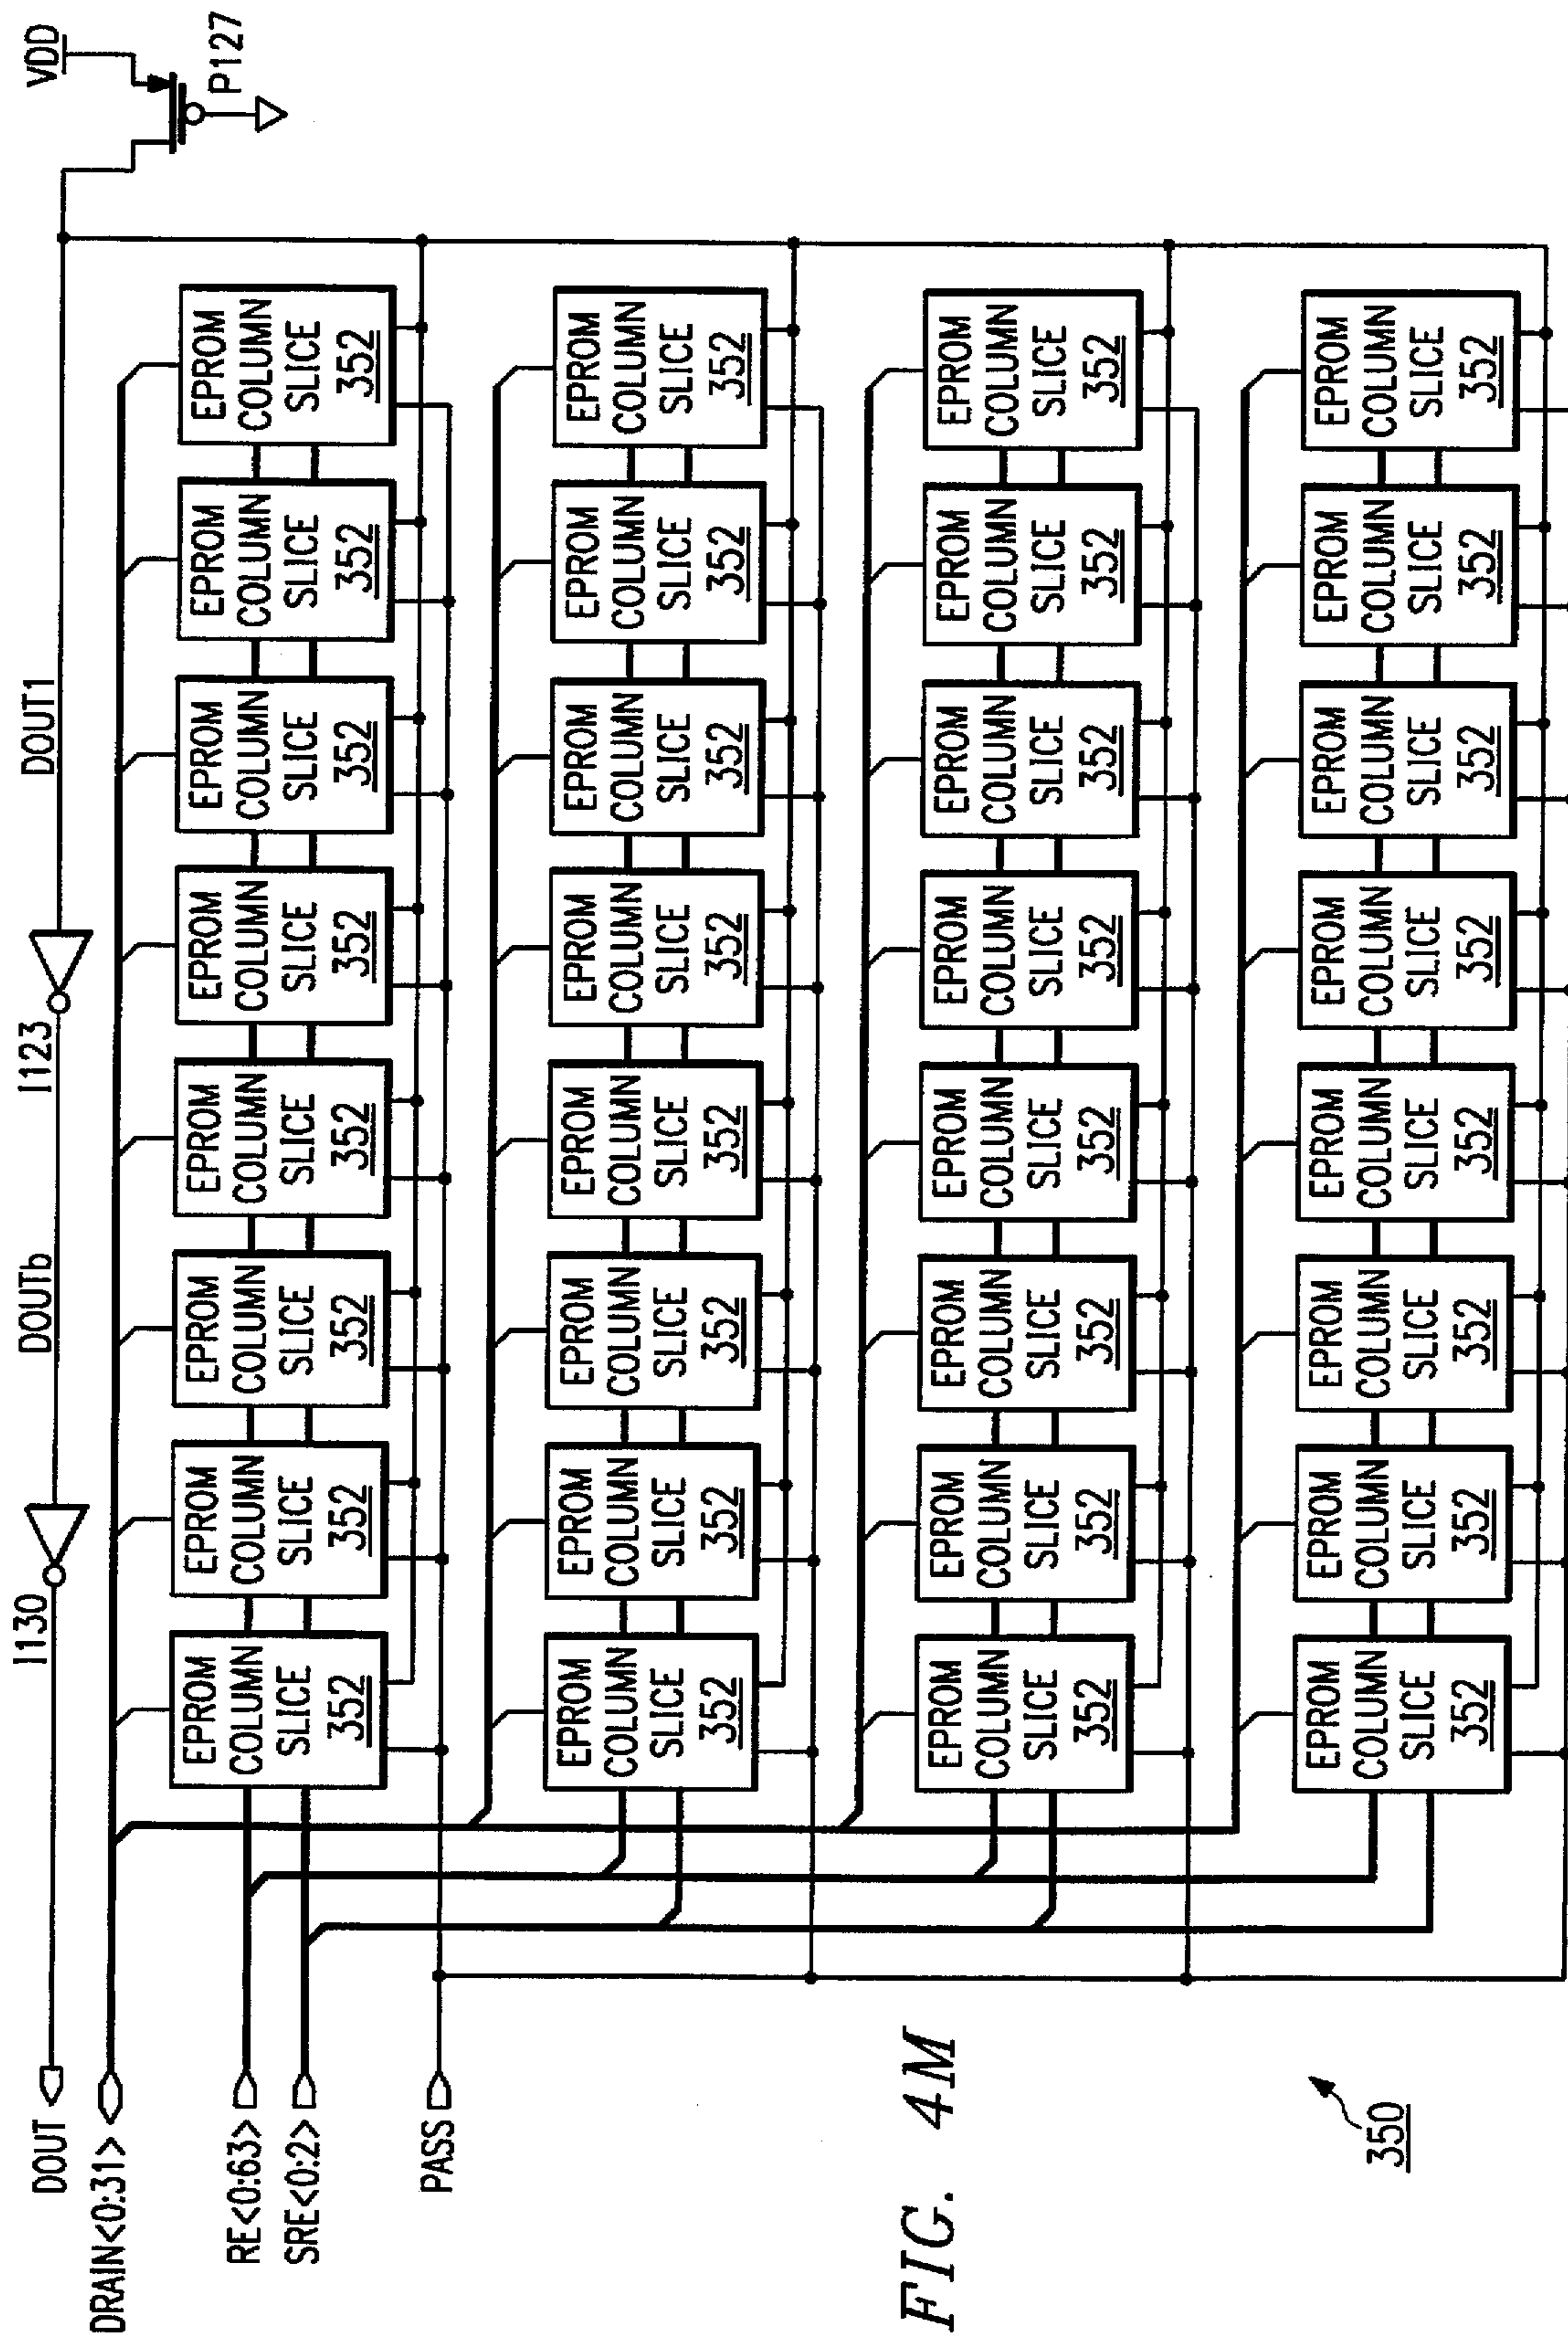 DOUT
I130
DOUTb
I123
DOUT1
VDD
P127
DRAIN<0:31>
RE<0:63>
SRE<0:2>
PASS
EPROM
COLUMN
SLICE
352
EPROM
COLUMN
SLICE
352
EPROM
COLUMN
SLICE
352
EPROM
COLUMN
SLICE
352
EPROM
COLUMN
SLICE
352
EPROM
COLUMN
SLICE
352
EPROM
COLUMN
SLICE
352
EPROM
COLUMN
SLICE
352
EPROM
COLUMN
SLICE
352
EPROM
COLUMN
SLICE
352
EPROM
COLUMN
SLICE
352
EPROM
COLUMN
SLICE
352
EPROM
COLUMN
SLICE
352
EPROM
COLUMN
SLICE
352
EPROM
COLUMN
SLICE
352
EPROM
COLUMN
SLICE
352
EPROM
COLUMN
SLICE
352
EPROM
COLUMN
SLICE
352
EPROM
COLUMN
SLICE
352
EPROM
COLUMN
SLICE
352
EPROM
COLUMN
SLICE
352
EPROM
COLUMN
SLICE
352
EPROM
COLUMN
SLICE
352
EPROM
COLUMN
SLICE
352
EPROM
COLUMN
SLICE
352
EPROM
COLUMN
SLICE
352
EPROM
COLUMN
SLICE
352
EPROM
COLUMN
SLICE
352
EPROM
COLUMN
SLICE
352
EPROM
COLUMN
SLICE
352
EPROM
COLUMN
SLICE
352
EPROM
COLUMN
SLICE
352
FIG. 4M
350